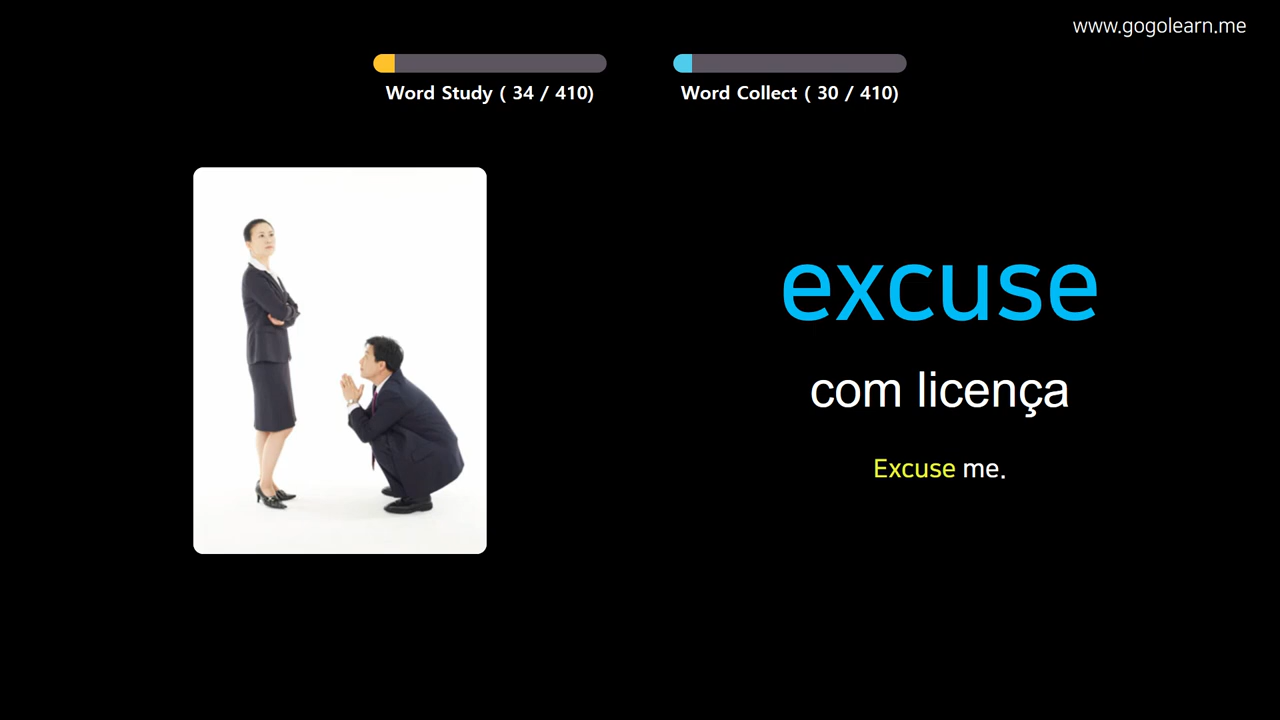 www.gogolearn.me
Word Study ( 34 / 410)
Word Collect ( 30 / 410)
excuse
com licença
Excuse me.